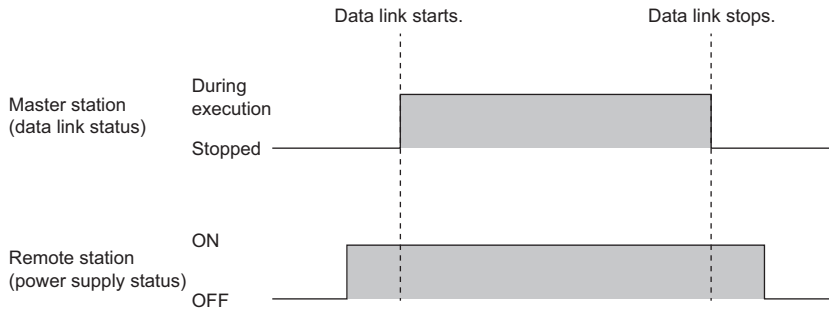 Data link starts.
Data link stops.
During
execution
Master station
(data link status)
Stopped
ON
Remote station
(power supply status)
OFF